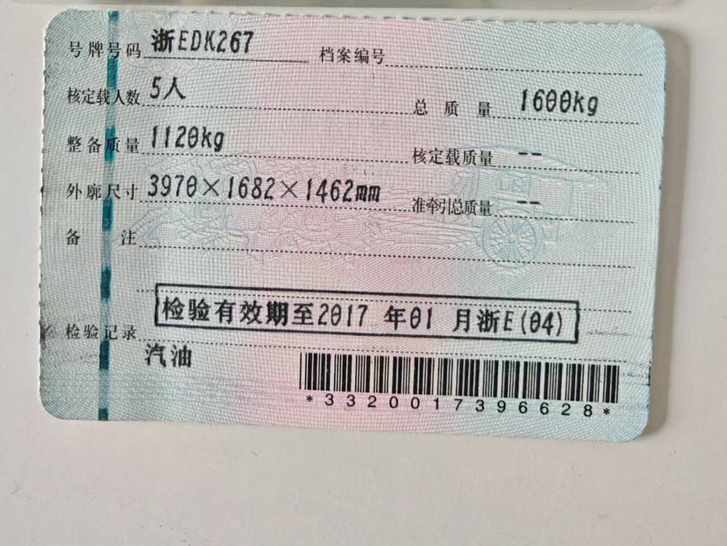 号牌号码 浙EDK267 档案编号
核定载人数 5人 总质量 1600kg
整备质量 1120kg 核定载质量 --
外廓尺寸 3970×1682×1462mm 准牵引总质量 --
备注
检验有效期至2017 年01 月浙E(04)
检验记录
汽油
*3320017396628*